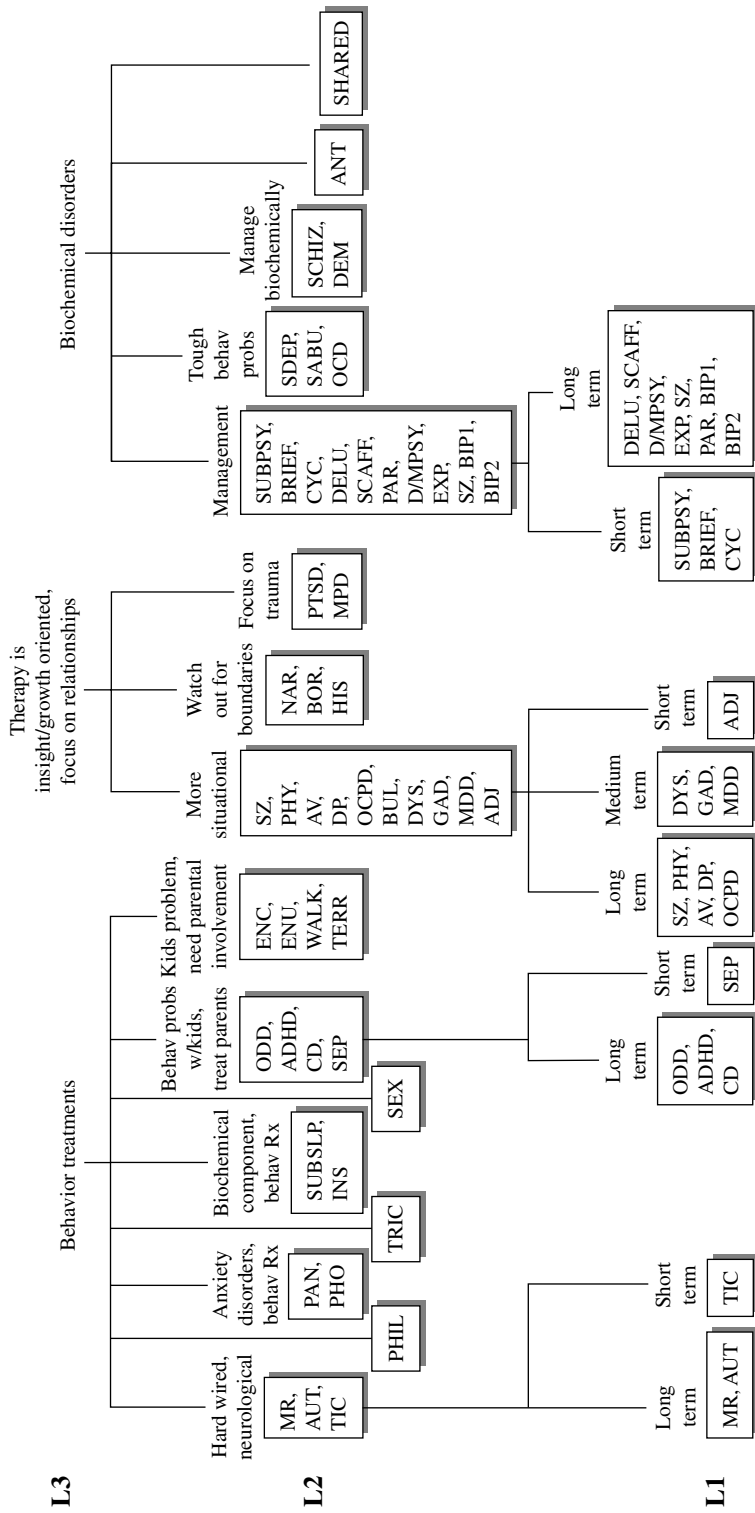 L3
Behavior treatments
Therapy is
insight/growth oriented,
focus on relationships
Biochemical disorders
L2
Hard wired,
neurological
MR,
AUT,
TIC
PHIL
Anxiety
disorders,
behav Rx
PAN,
PHO
TRIC
Biochemical
component,
behav Rx
SUBSLP,
INS
SEX
Behav probs
w/kids,
treat parents
ODD,
ADHD,
CD,
SEP
Kids problem,
need parental
involvement
ENC,
ENU,
WALK,
TERR
More
situational
SZ,
PHY,
AV,
DP,
OCPD,
BUL,
DYS,
GAD,
MDD,
ADJ
Watch
out for
boundaries
NAR,
BOR,
HIS
Focus on
trauma
PTSD,
MPD
Management
SUBPSY,
BRIEF,
CYC,
DELU,
SCAFF,
PAR,
D/MPSY,
EXP,
SZ, BIP1,
BIP2
Tough
behav
probs
SDEP,
SABU,
OCD
Manage
biochemically
SCHIZ,
DEM
ANT
SHARED
L1
Long
term
MR, AUT
Short
term
TIC
Long
term
ODD,
ADHD,
CD
Short
term
SEP
Long
term
SZ, PHY,
AV, DP,
OCPD
Medium
term
DYS,
GAD,
MDD
Short
term
ADJ
Short
term
SUBPSY,
BRIEF,
CYC
Long
term
DELU, SCAFF,
D/MPSY,
EXP, SZ,
PAR, BIP1,
BIP2